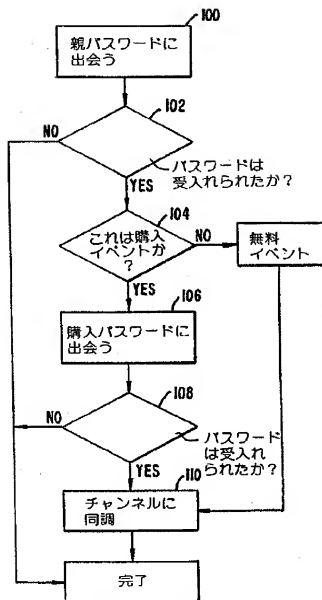 100
親パスワードに
出会う
102
NO
パスワードは
受入れられたか？
YES
104
これは購入
イベントか
？
NO
無料
イベント
YES
106
購入パスワードに
出会う
108
NO
パスワード
は受入れ
られたか？
YES
110
チャンネルに
同調
完了